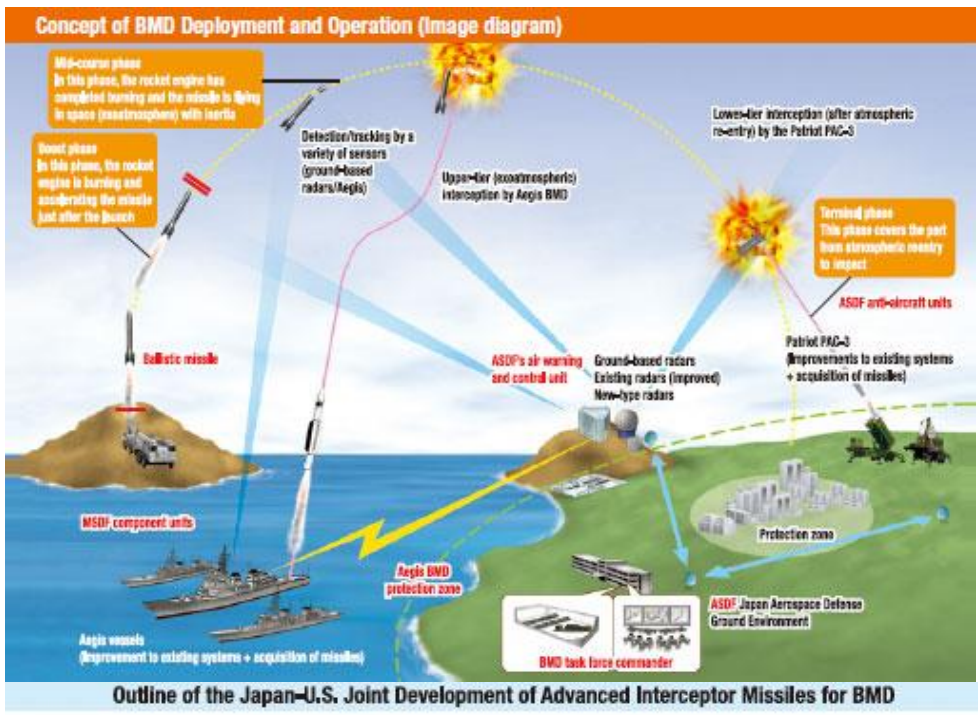 Concept of BMD Deployment and Operation (Image diagram)
Mid-course phase
In this phase, the rocket engine has
completed burning and the missile is flying
in space (exoatmosphere) with inertia
Boost phase
In this phase, the rocket
engine is burning and
accelerating the missile
just after the launch
Detection/tracking by a
variety of sensors
(ground-based
radars/Aegis)
Upper-tier (exoatmospheric)
interception by Aegis BMD
Lower-tier interception (after atmospheric
re-entry) by the Patriot PAC-3
Terminal phase
This phase covers the part
from atmospheric reentry
to impact
ASDF anti-aircraft units
Patriot PAC-3
(Improvements to existing systems
+ acquisition of missiles)
Ballistic missile
ASDF's air warning
and control unit
Ground-based radars
Existing radars (improved)
New-type radars
MSDF component units
Protection zone
Aegis BMD
protection zone
ASDF Japan Aerospace Defense
Ground Environment
Aegis vessels
(Improvement to existing systems + acquisition of missiles)
BMD task force commander
Outline of the Japan-U.S. Joint Development of Advanced Interceptor Missiles for BMD